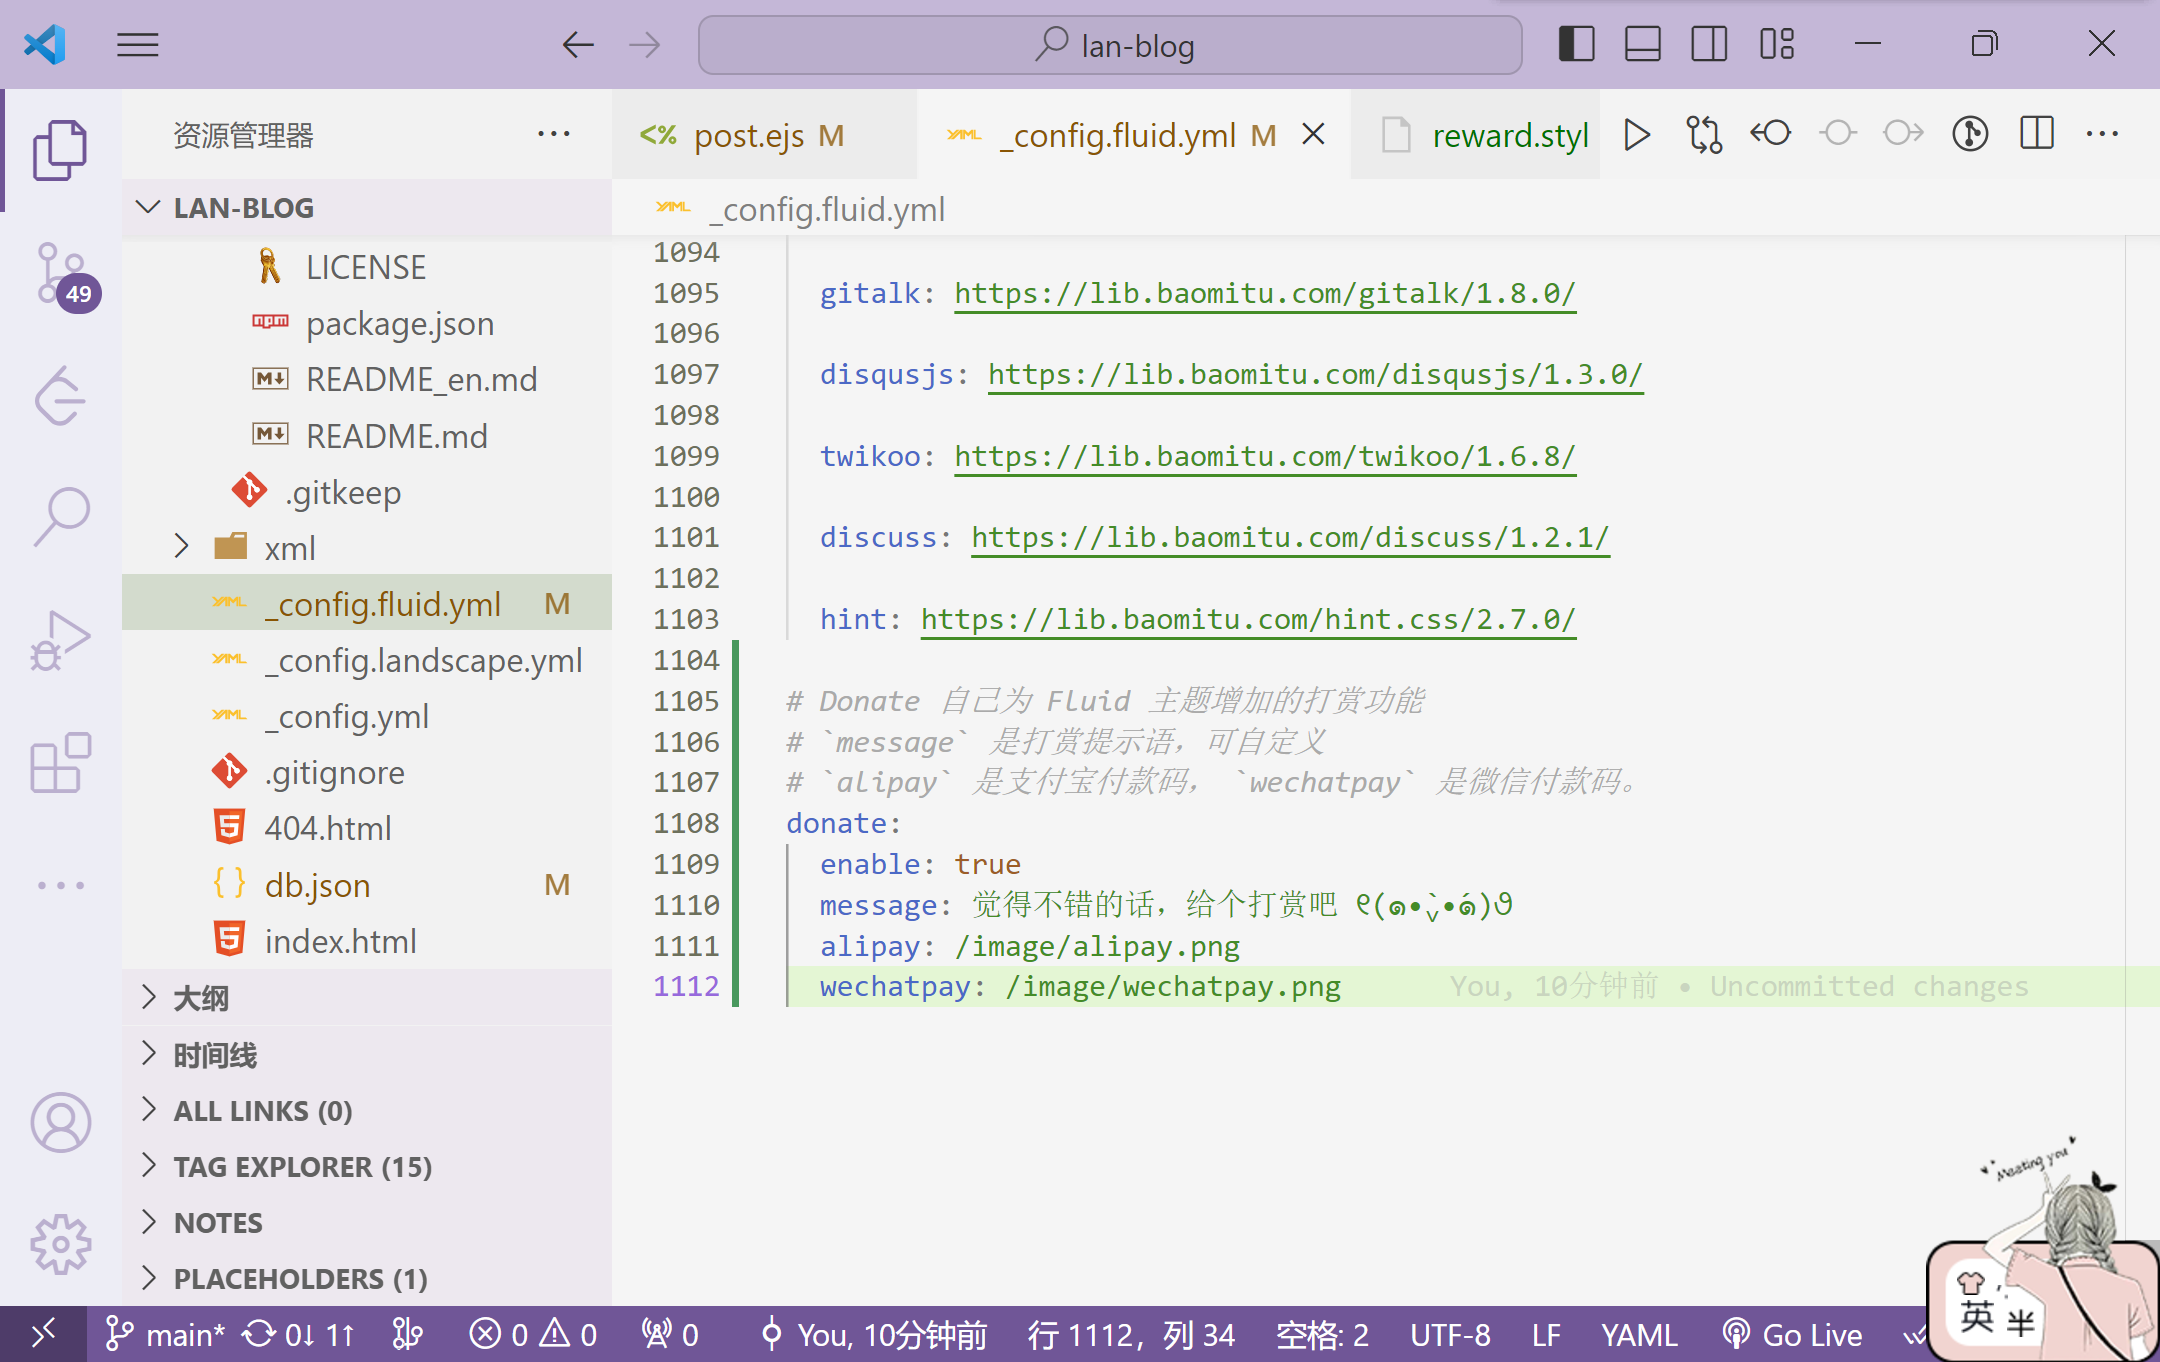 lan-blog
资源管理器
LAN-BLOG
LICENSE
package.json
README_en.md
README.md
.gitkeep
xml
_config.fluid.yml M
_config.landscape.yml
_config.yml
.gitignore
404.html
db.json M
index.html
大纲
时间线
ALL LINKS (0)
TAG EXPLORER (15)
NOTES
PLACEHOLDERS (1)
49
<% post.ejs M
YAML _config.fluid.yml M
reward.styl
YAML _config.fluid.yml
1094
1095 gitalk: https://lib.baomitu.com/gitalk/1.8.0/
1096
1097 disqusjs: https://lib.baomitu.com/disqusjs/1.3.0/
1098
1099 twikoo: https://lib.baomitu.com/twikoo/1.6.8/
1100
1101 discuss: https://lib.baomitu.com/discuss/1.2.1/
1102
1103 hint: https://lib.baomitu.com/hint.css/2.7.0/
1104
1105 # Donate 自己为 Fluid 主题增加的打赏功能
1106 # `message` 是打赏提示语，可自定义
1107 # `alipay` 是支付宝付款码， `wechatpay` 是微信付款码。
1108 donate:
1109 enable: true
1110 message: 觉得不错的话，给个打赏吧 ୧(๑•̀⌄•́๑)૭
1111 alipay: /image/alipay.png
1112 wechatpay: /image/wechatpay.png You, 10分钟前 • Uncommitted changes
Meeting you
英 半
main* 0↓ 1↑ 0 0 0 You, 10分钟前 行 1112，列 34 空格: 2 UTF-8 LF YAML Go Live